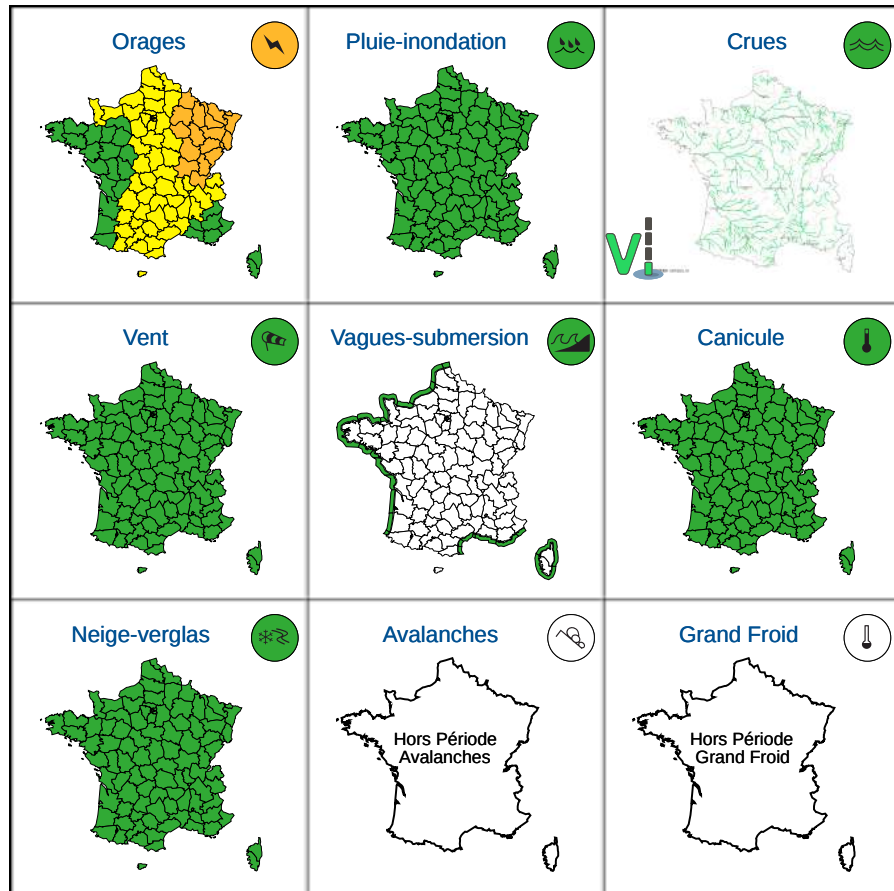 Orages
Pluie-inondation
Crues
Vent
Vagues-submersion
Canicule
Neige-verglas
Avalanches
Grand Froid
Hors Période
Avalanches
Hors Période
Grand Froid